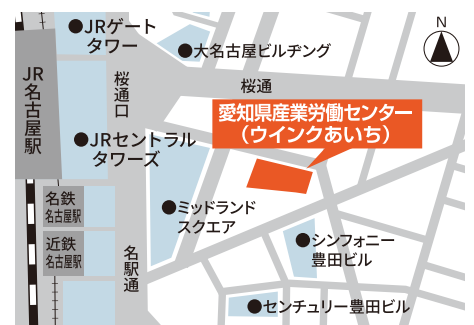 JRゲート
タワー
大名古屋ビルヂング
N
JR名古屋駅
桜通口
桜通
愛知県産業労働センター
（ウインクあいち）
JRセントラル
タワーズ
名鉄
名古屋駅
ミッドランド
スクエア
近鉄
名古屋駅
名駅通
シンフォニー
豊田ビル
センチュリー豊田ビル